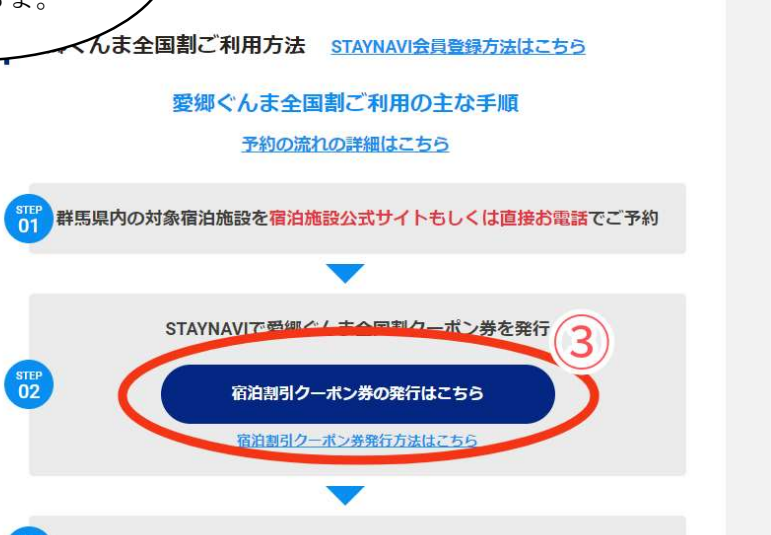 ぐんま全国割ご利用方法 STAYNAVI会員登録方法はこちら
愛郷ぐんま全国割ご利用の主な手順
予約の流れの詳細はこちら
STEP
01
群馬県内の対象宿泊施設を宿泊施設公式サイトもしくは直接お電話でご予約
STEP
02
STAYNAVIで愛郷ぐんま全国割クーポン券を発行
③
宿泊割引クーポン券の発行はこちら
宿泊割引クーポン券発行方法はこちら